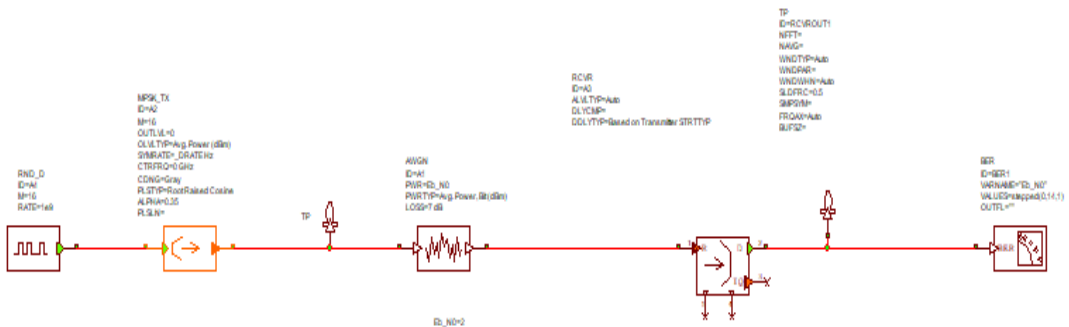 RND_D
ID=A1
M=16
RATE=1e9
MPSK_TX
ID=A2
M=16
OUTLVL=0
OLVLTYP=Avg. Power (dBm)
SYMRATE=_DRATE Hz
CTRFRQ=0 GHz
CDNG=Gray
PLSTYP=Root Raised Cosine
ALPHA=0.35
PLSLN=
TP
AWGN
ID=A1
PWR=Eb_N0
PWRTYP=Avg. Power, Bit (dBm)
LOSS=7 dB
Eb_N0=2
RCVR
ID=A3
ALVLTYP=Auto
DLYCMP=
DDLYTYP=Based on Transmitter STRTTYP
R
D
IQ
TP
ID=RCVROUT1
NFFT=
NAVG=
WNDTYP=Auto
WNDPAR=
WNDWHN=Auto
SLDFRC=0.5
SMPSYM=
FRQAX=Auto
BUFSZ=
BER
ID=BER1
VARNAME="Eb_N0"
VALUES=stepped(0,14,1)
OUTFL=""
BER